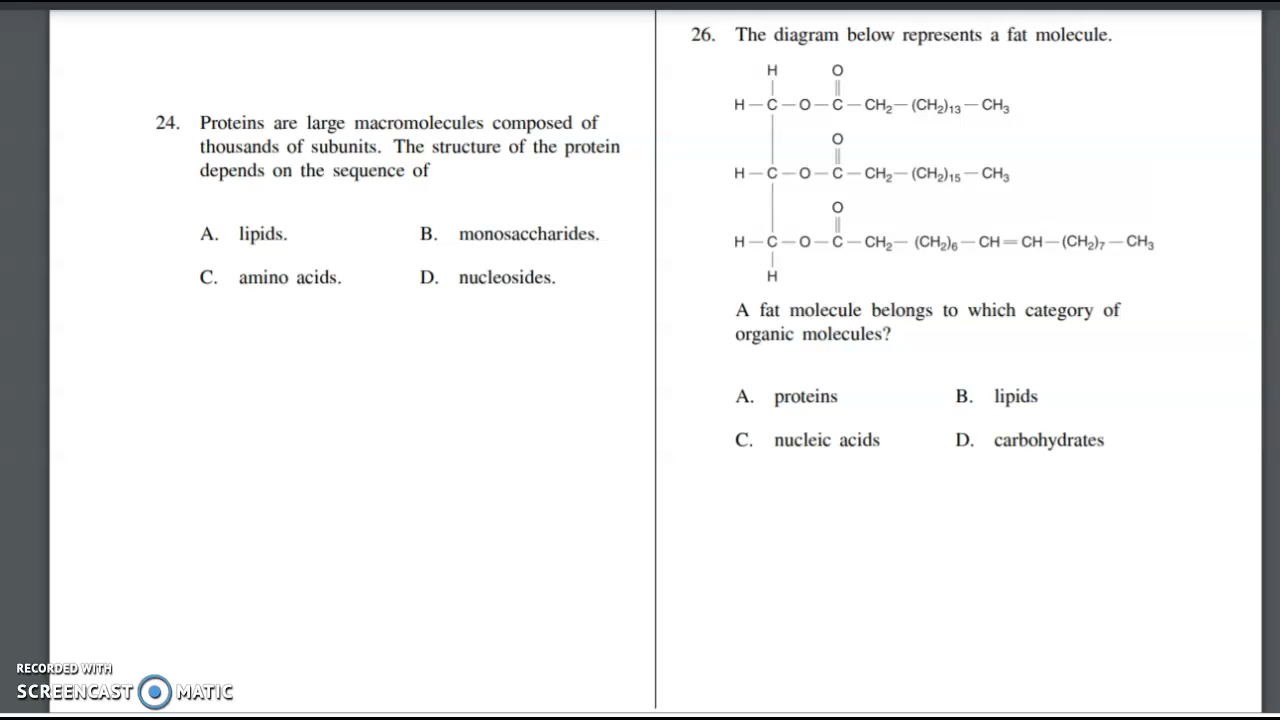 24. Proteins are large macromolecules composed of
thousands of subunits. The structure of the protein
depends on the sequence of
A. lipids. B. monosaccharides.
C. amino acids. D. nucleosides.
26. The diagram below represents a fat molecule.
H O
H — C — O — C — CH₂ — (CH₂)₁₃ — CH₃
O
H — C — O — C — CH₂ — (CH₂)₁₅ — CH₃
O
H — C — O — C — CH₂ — (CH₂)₆ — CH = CH — (CH₂)₇ — CH₃
H
A fat molecule belongs to which category of
organic molecules?
A. proteins B. lipids
C. nucleic acids D. carbohydrates
RECORDED WITH
SCREENCAST MATIC